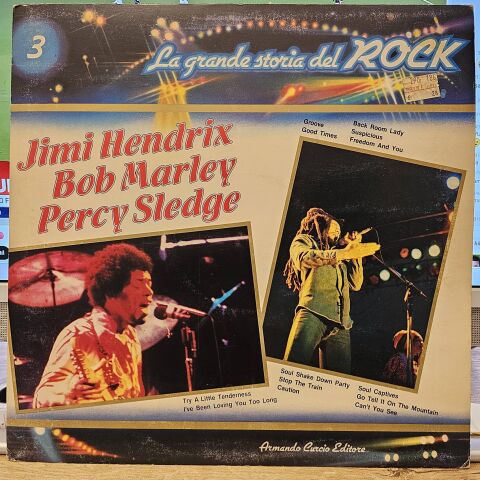 3
La grande storia del ROCK
Groove
Good Times
Back Room Lady
Suspicious
Freedom And You
Jimi Hendrix
Bob Marley
Percy Sledge
Try A Little Tenderness
I've Been Loving You Too Long
Soul Shake Down Party
Stop The Train
Caution
Soul Captives
Go Tell It On The Mountain
Can't You See
Armando Curcio Editore